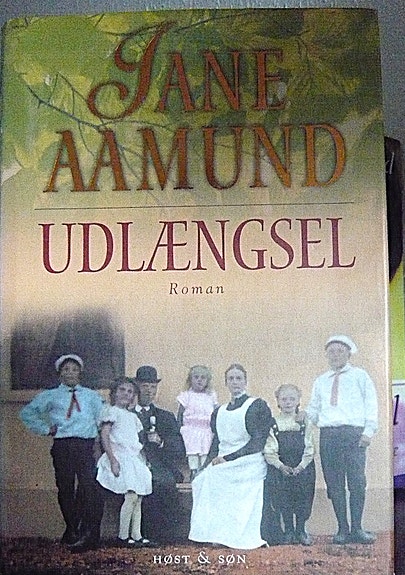 JANE
AAMUND
UDLÆNGSEL
Roman
HØST & SØN